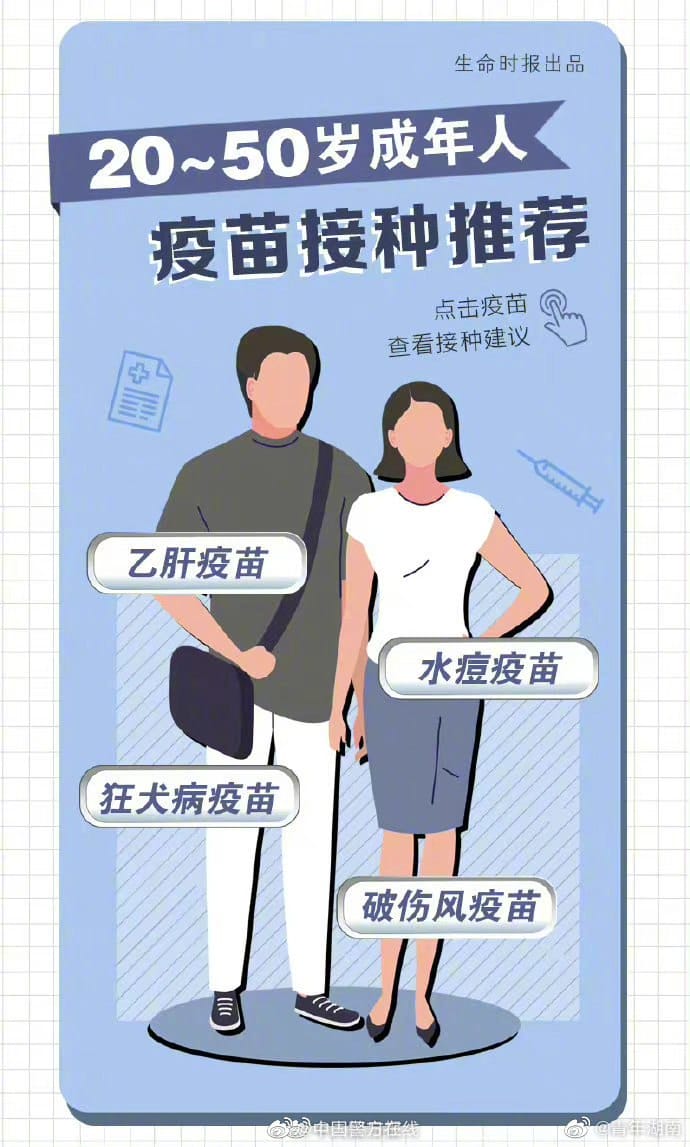 生命时报出品
20~50岁成年人
疫苗接种推荐
点击疫苗
查看接种建议
乙肝疫苗
水痘疫苗
狂犬病疫苗
破伤风疫苗
中国警方在线
@青年湖南